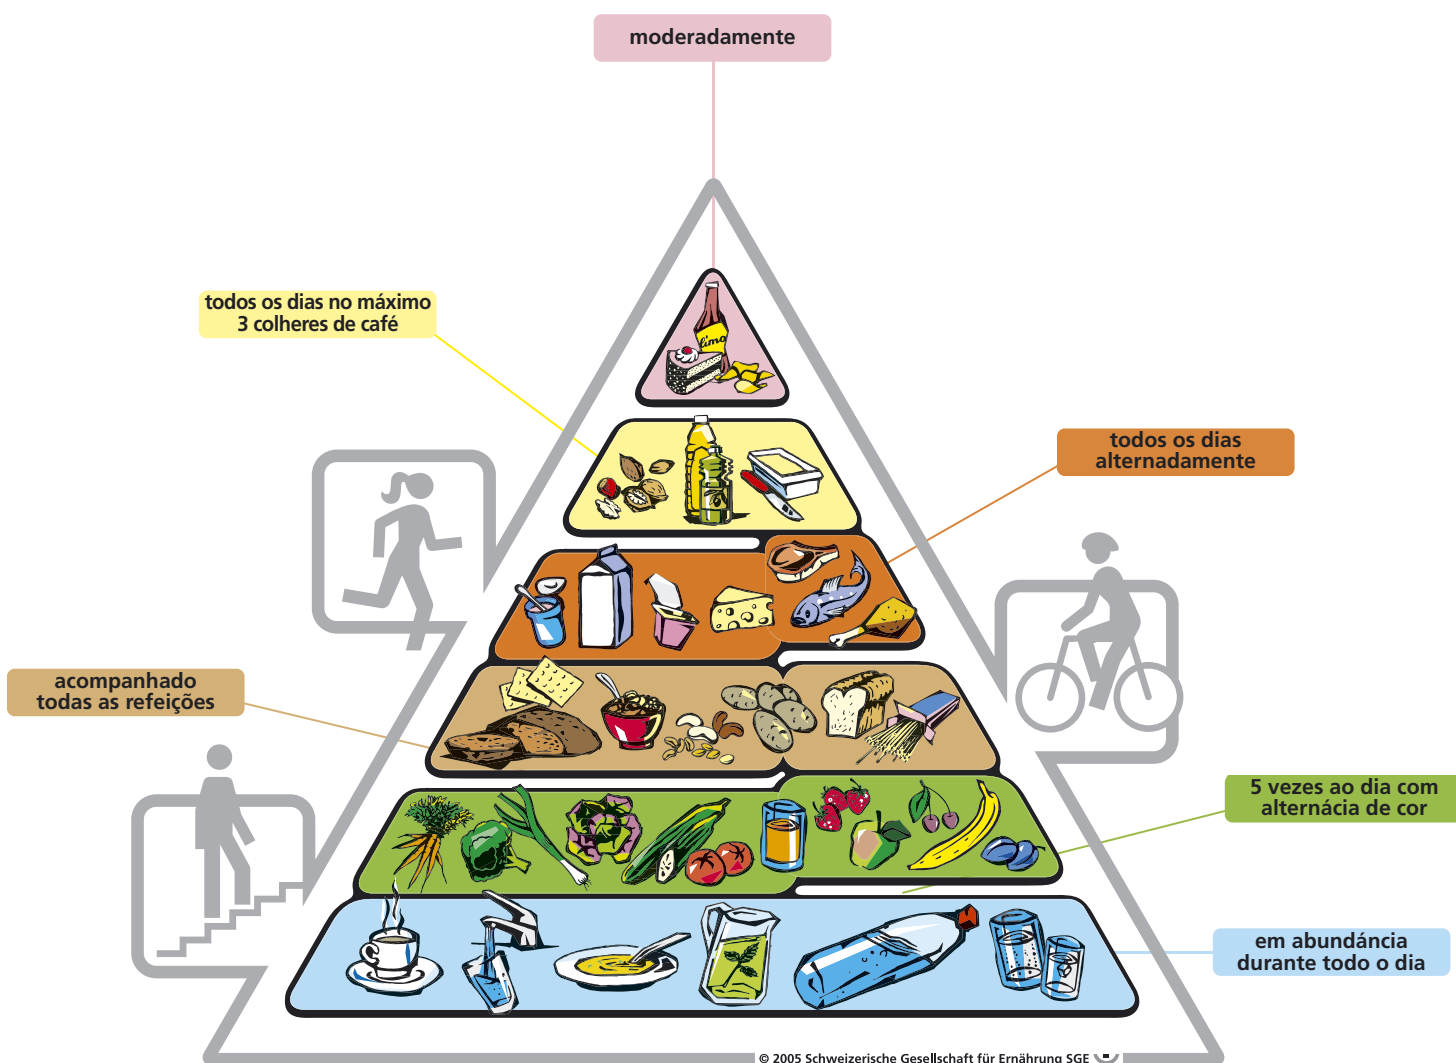 moderadamente
todos os dias no máximo
3 colheres de café
limo
todos os dias
alternadamente
acompanhado
todas as refeições
5 vezes ao dia com
alternácia de cor
em abundáncia
durante todo o dia
© 2005 Schweizerische Gesellschaft für Ernährung SGE